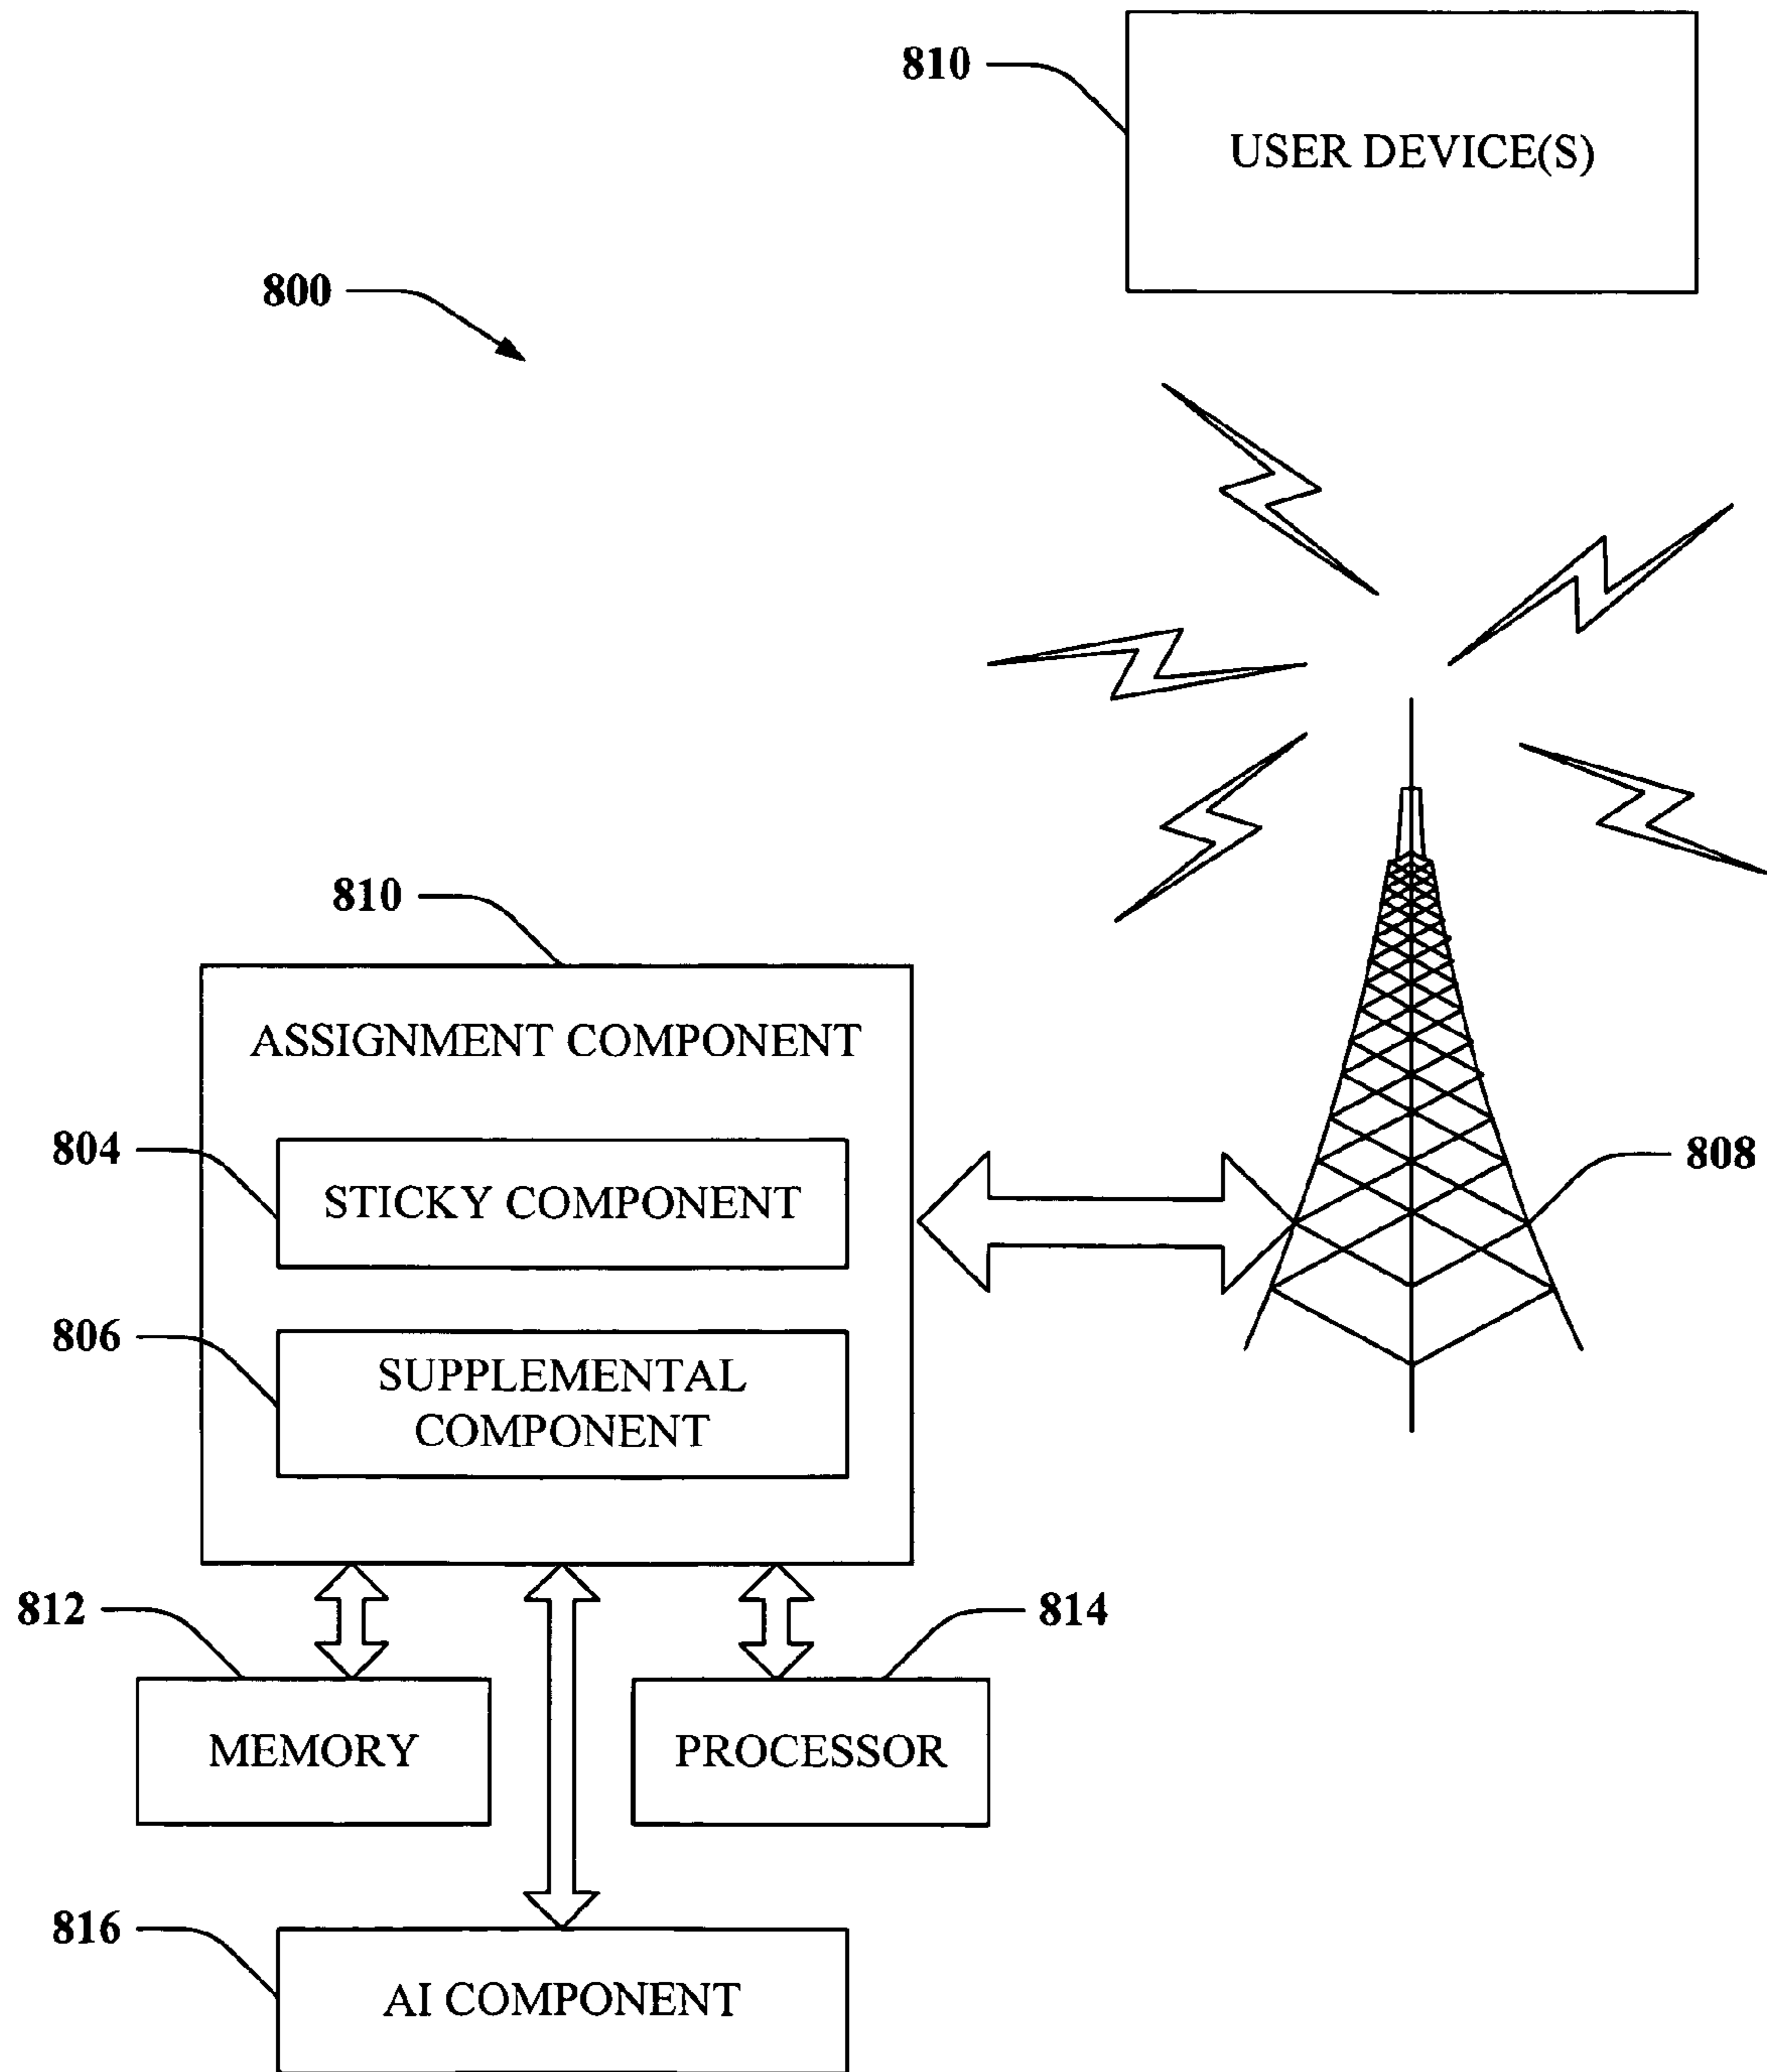 810
USER DEVICE(S)
800
810
ASSIGNMENT COMPONENT
804
STICKY COMPONENT
808
806
SUPPLEMENTAL
COMPONENT
812
814
MEMORY
PROCESSOR
816
AI COMPONENT